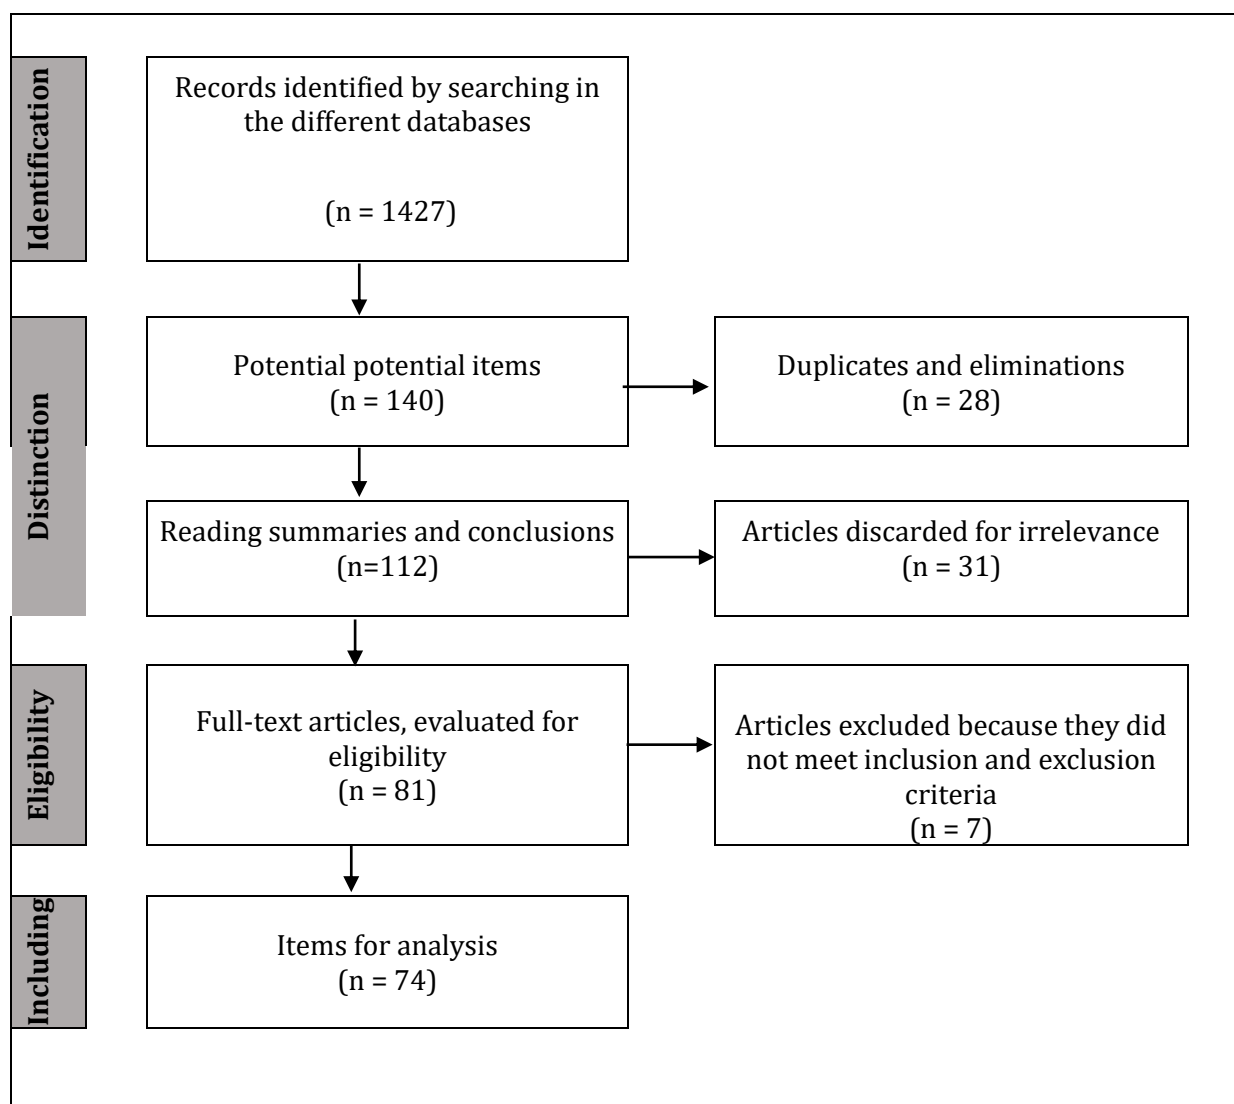 Identification
Records identified by searching in
the different databases
(n = 1427)
Distinction
Potential potential items
(n = 140)
Duplicates and eliminations
(n = 28)
Reading summaries and conclusions
(n=112)
Articles discarded for irrelevance
(n = 31)
Eligibility
Full-text articles, evaluated for
eligibility
(n = 81)
Articles excluded because they did
not meet inclusion and exclusion
criteria
(n = 7)
Including
Items for analysis
(n = 74)